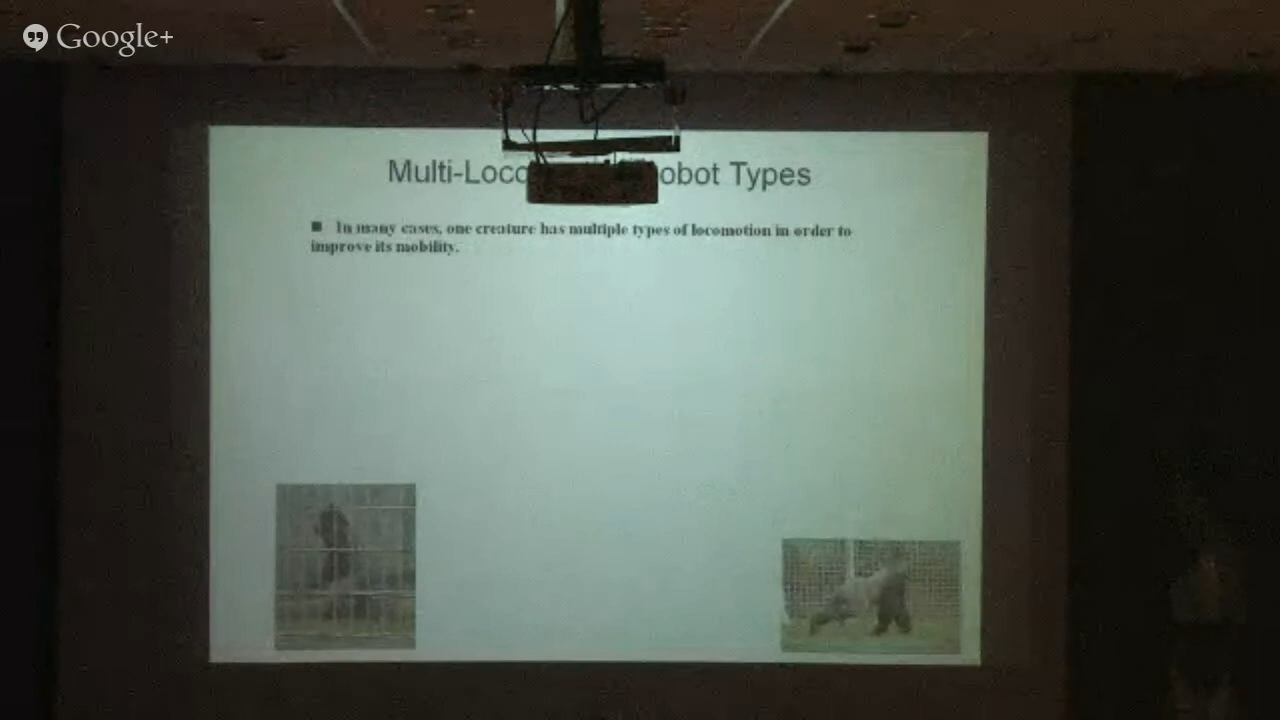 Google+
Multi-Loco obot Types
In many cases, one creature has multiple types of locomotion in order to
improve its mobility.